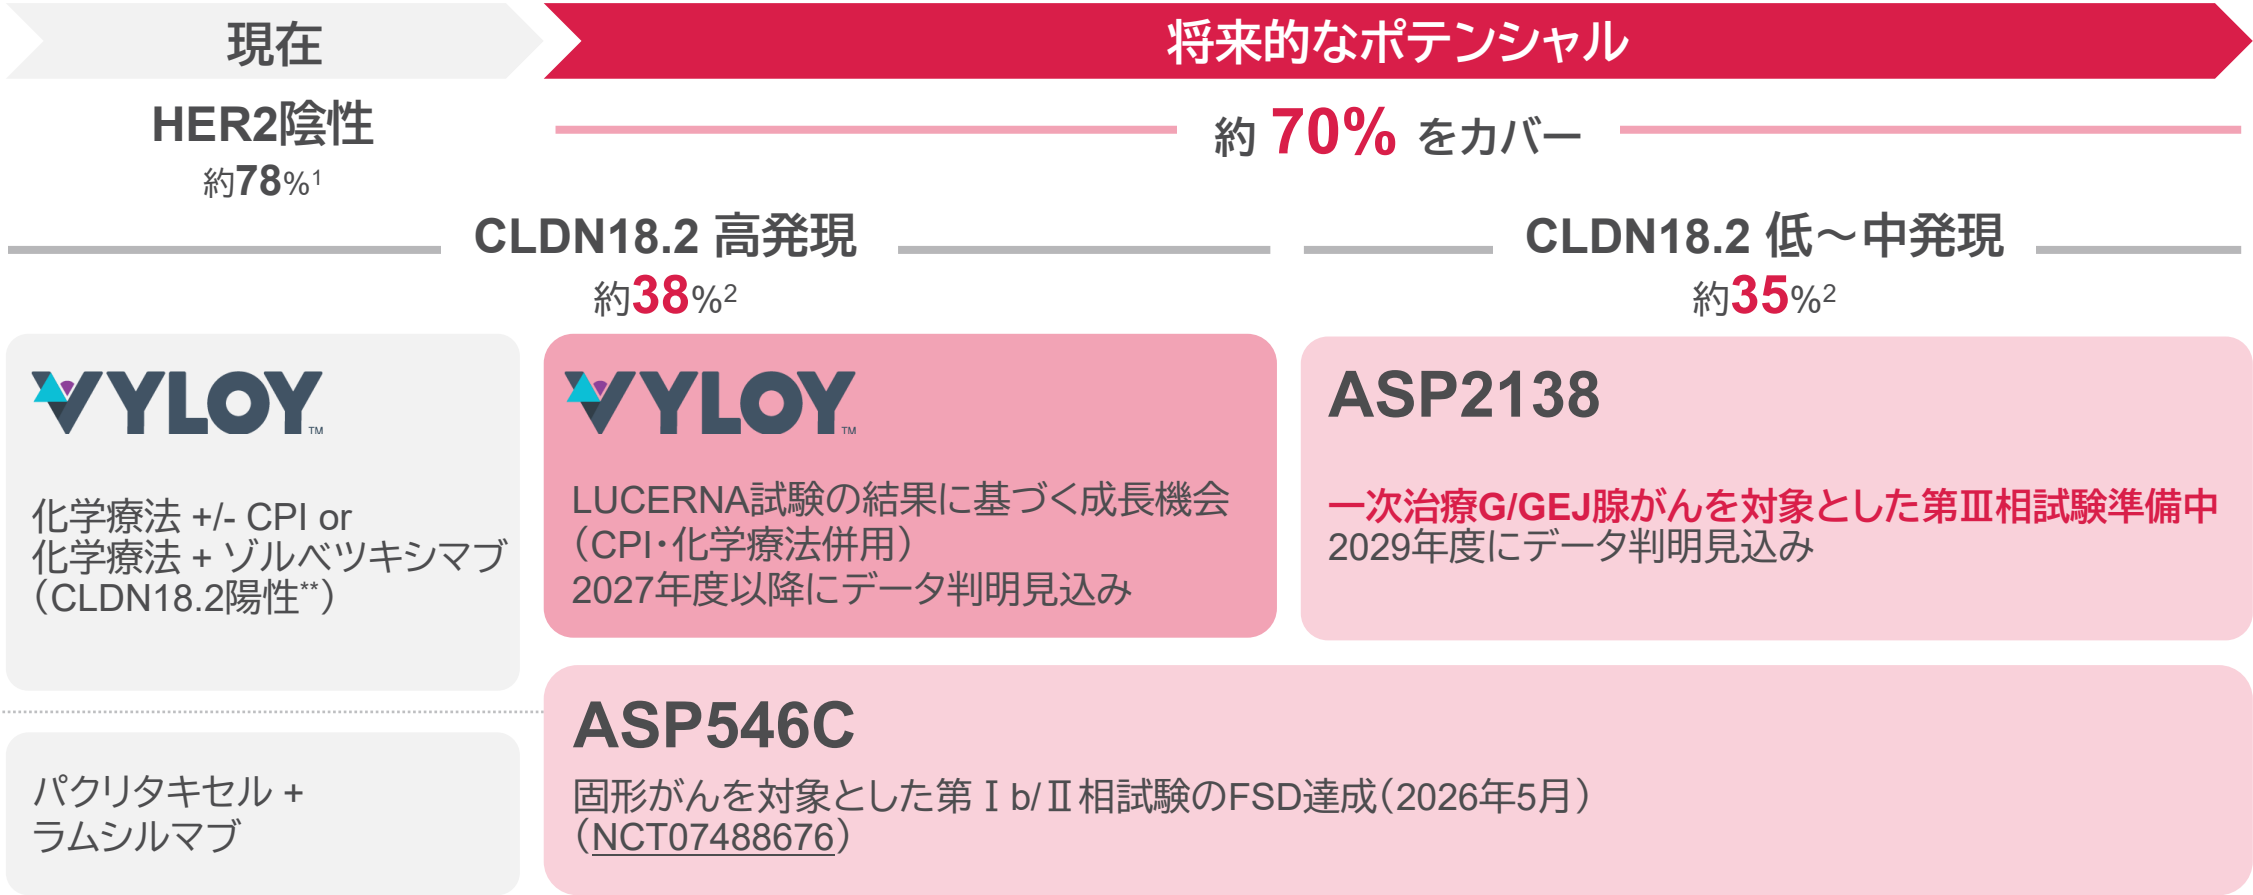 現在
将来的なポテンシャル
HER2陰性
約78%1
約 70% をカバー
CLDN18.2 高発現
約38%2
CLDN18.2 低～中発現
約35%2
VYLOY™
化学療法 +/- CPI or
化学療法 + ゾルベツキシマブ
（CLDN18.2陽性**）
VYLOY™
LUCERNA試験の結果に基づく成長機会
（CPI・化学療法併用）
2027年度以降にデータ判明見込み
ASP2138
一次治療G/GEJ腺がんを対象とした第Ⅲ相試験準備中
2029年度にデータ判明見込み
パクリタキセル +
ラムシルマブ
ASP546C
固形がんを対象とした第Ⅰb/Ⅱ相試験のFSD達成（2026年5月）
（NCT07488676）